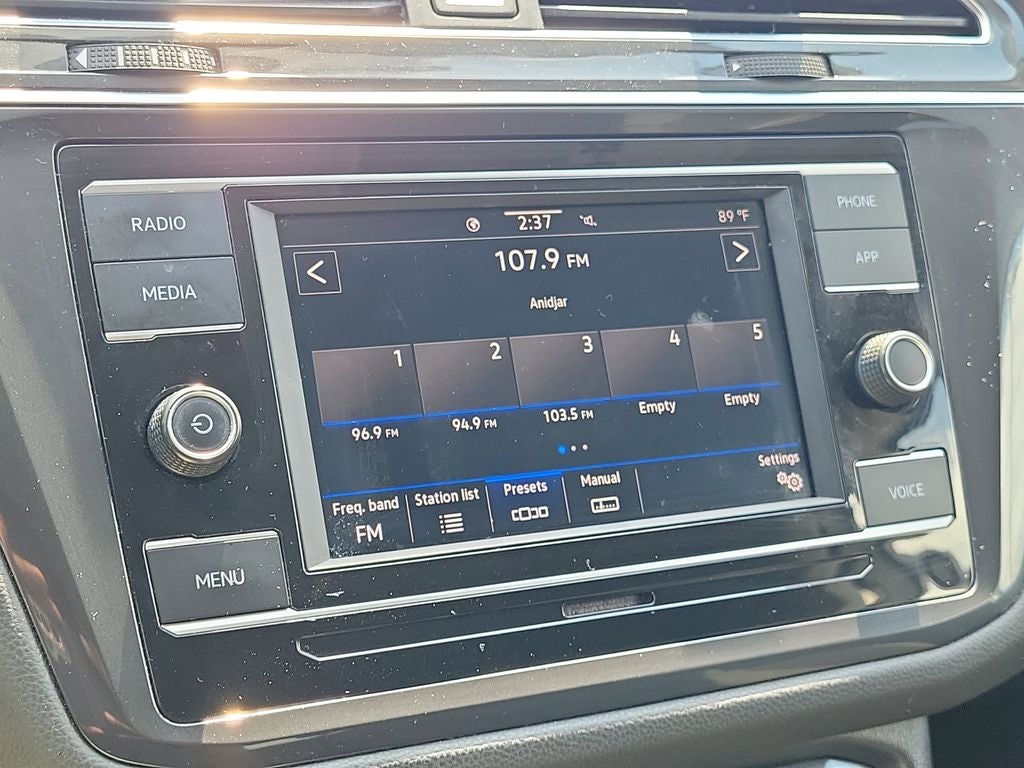 RADIO
MEDIA
PHONE
APP
2:37
89 °F
<
107.9 FM
>
Anidjar
1 2 3 4 5
96.9 FM 94.9 FM 103.5 FM Empty Empty
Freq. band Station list Presets Manual Settings
FM
MENU
VOICE